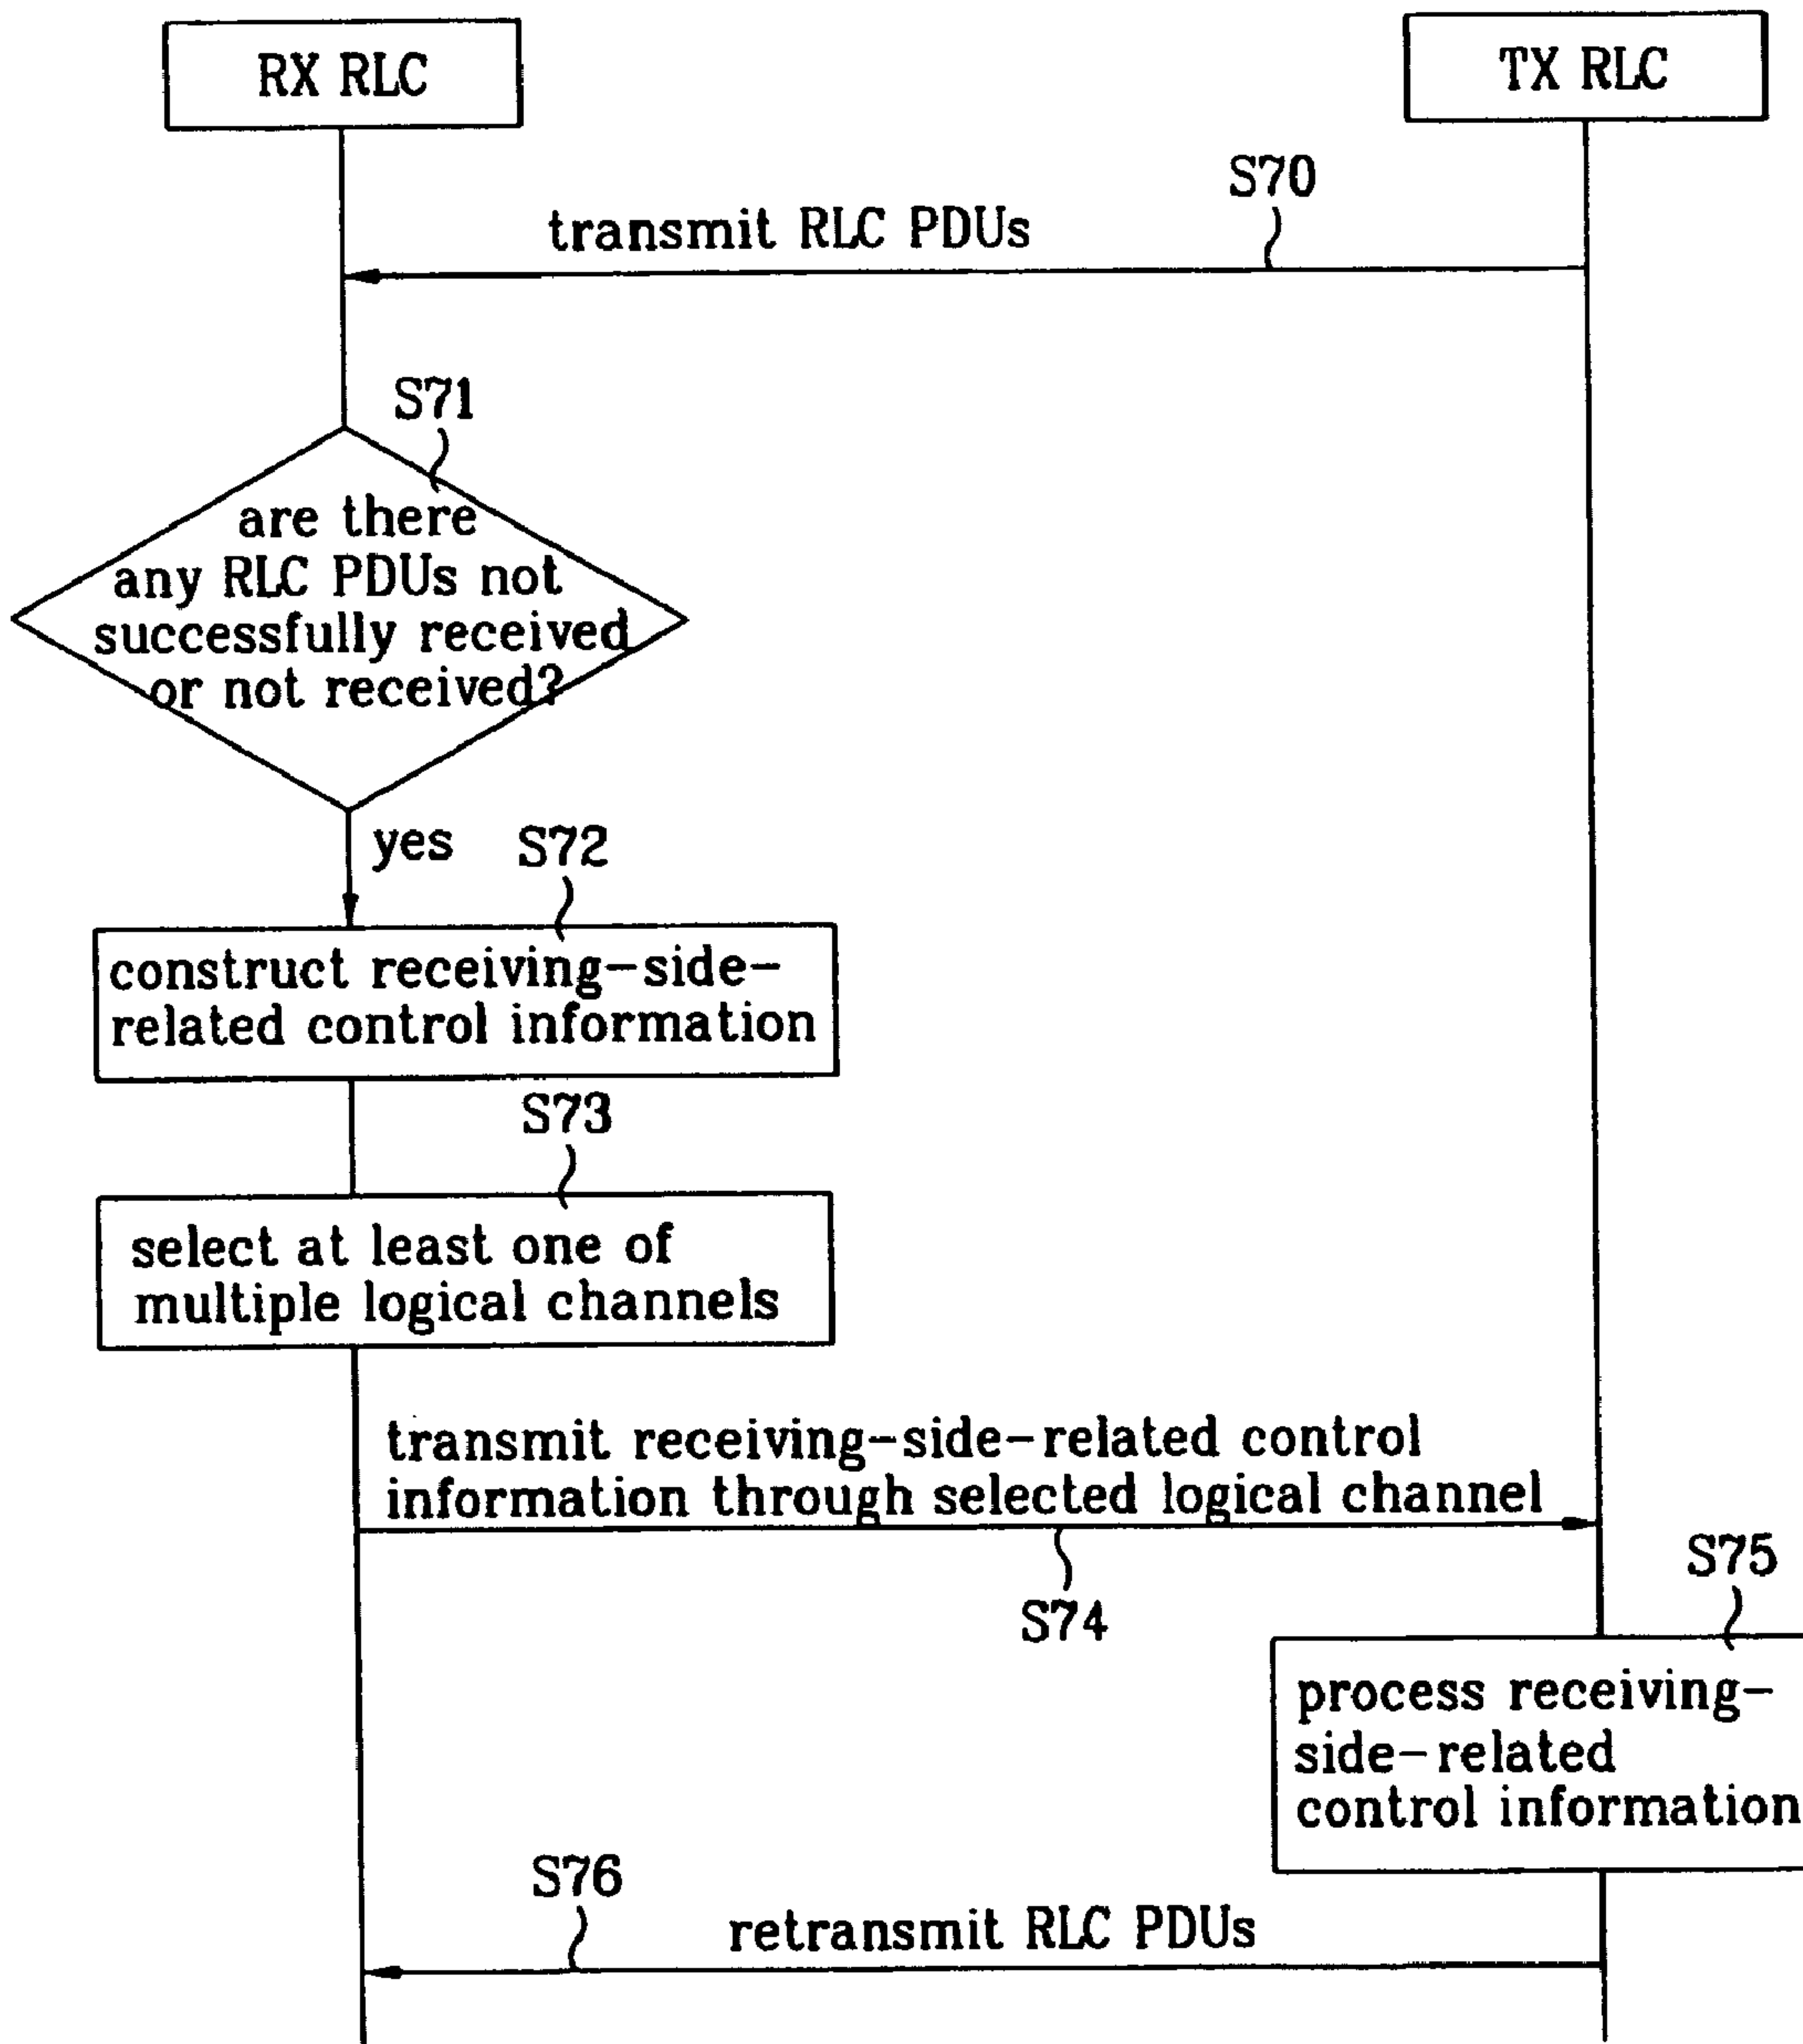 RX RLC
TX RLC
S70
transmit RLC PDUs
S71
are there
any RLC PDUs not
successfully received
or not received?
yes
S72
construct receiving-side-
related control information
S73
select at least one of
multiple logical channels
transmit receiving-side-related control
information through selected logical channel
S74
S75
process receiving-
side-related
control information
S76
retransmit RLC PDUs